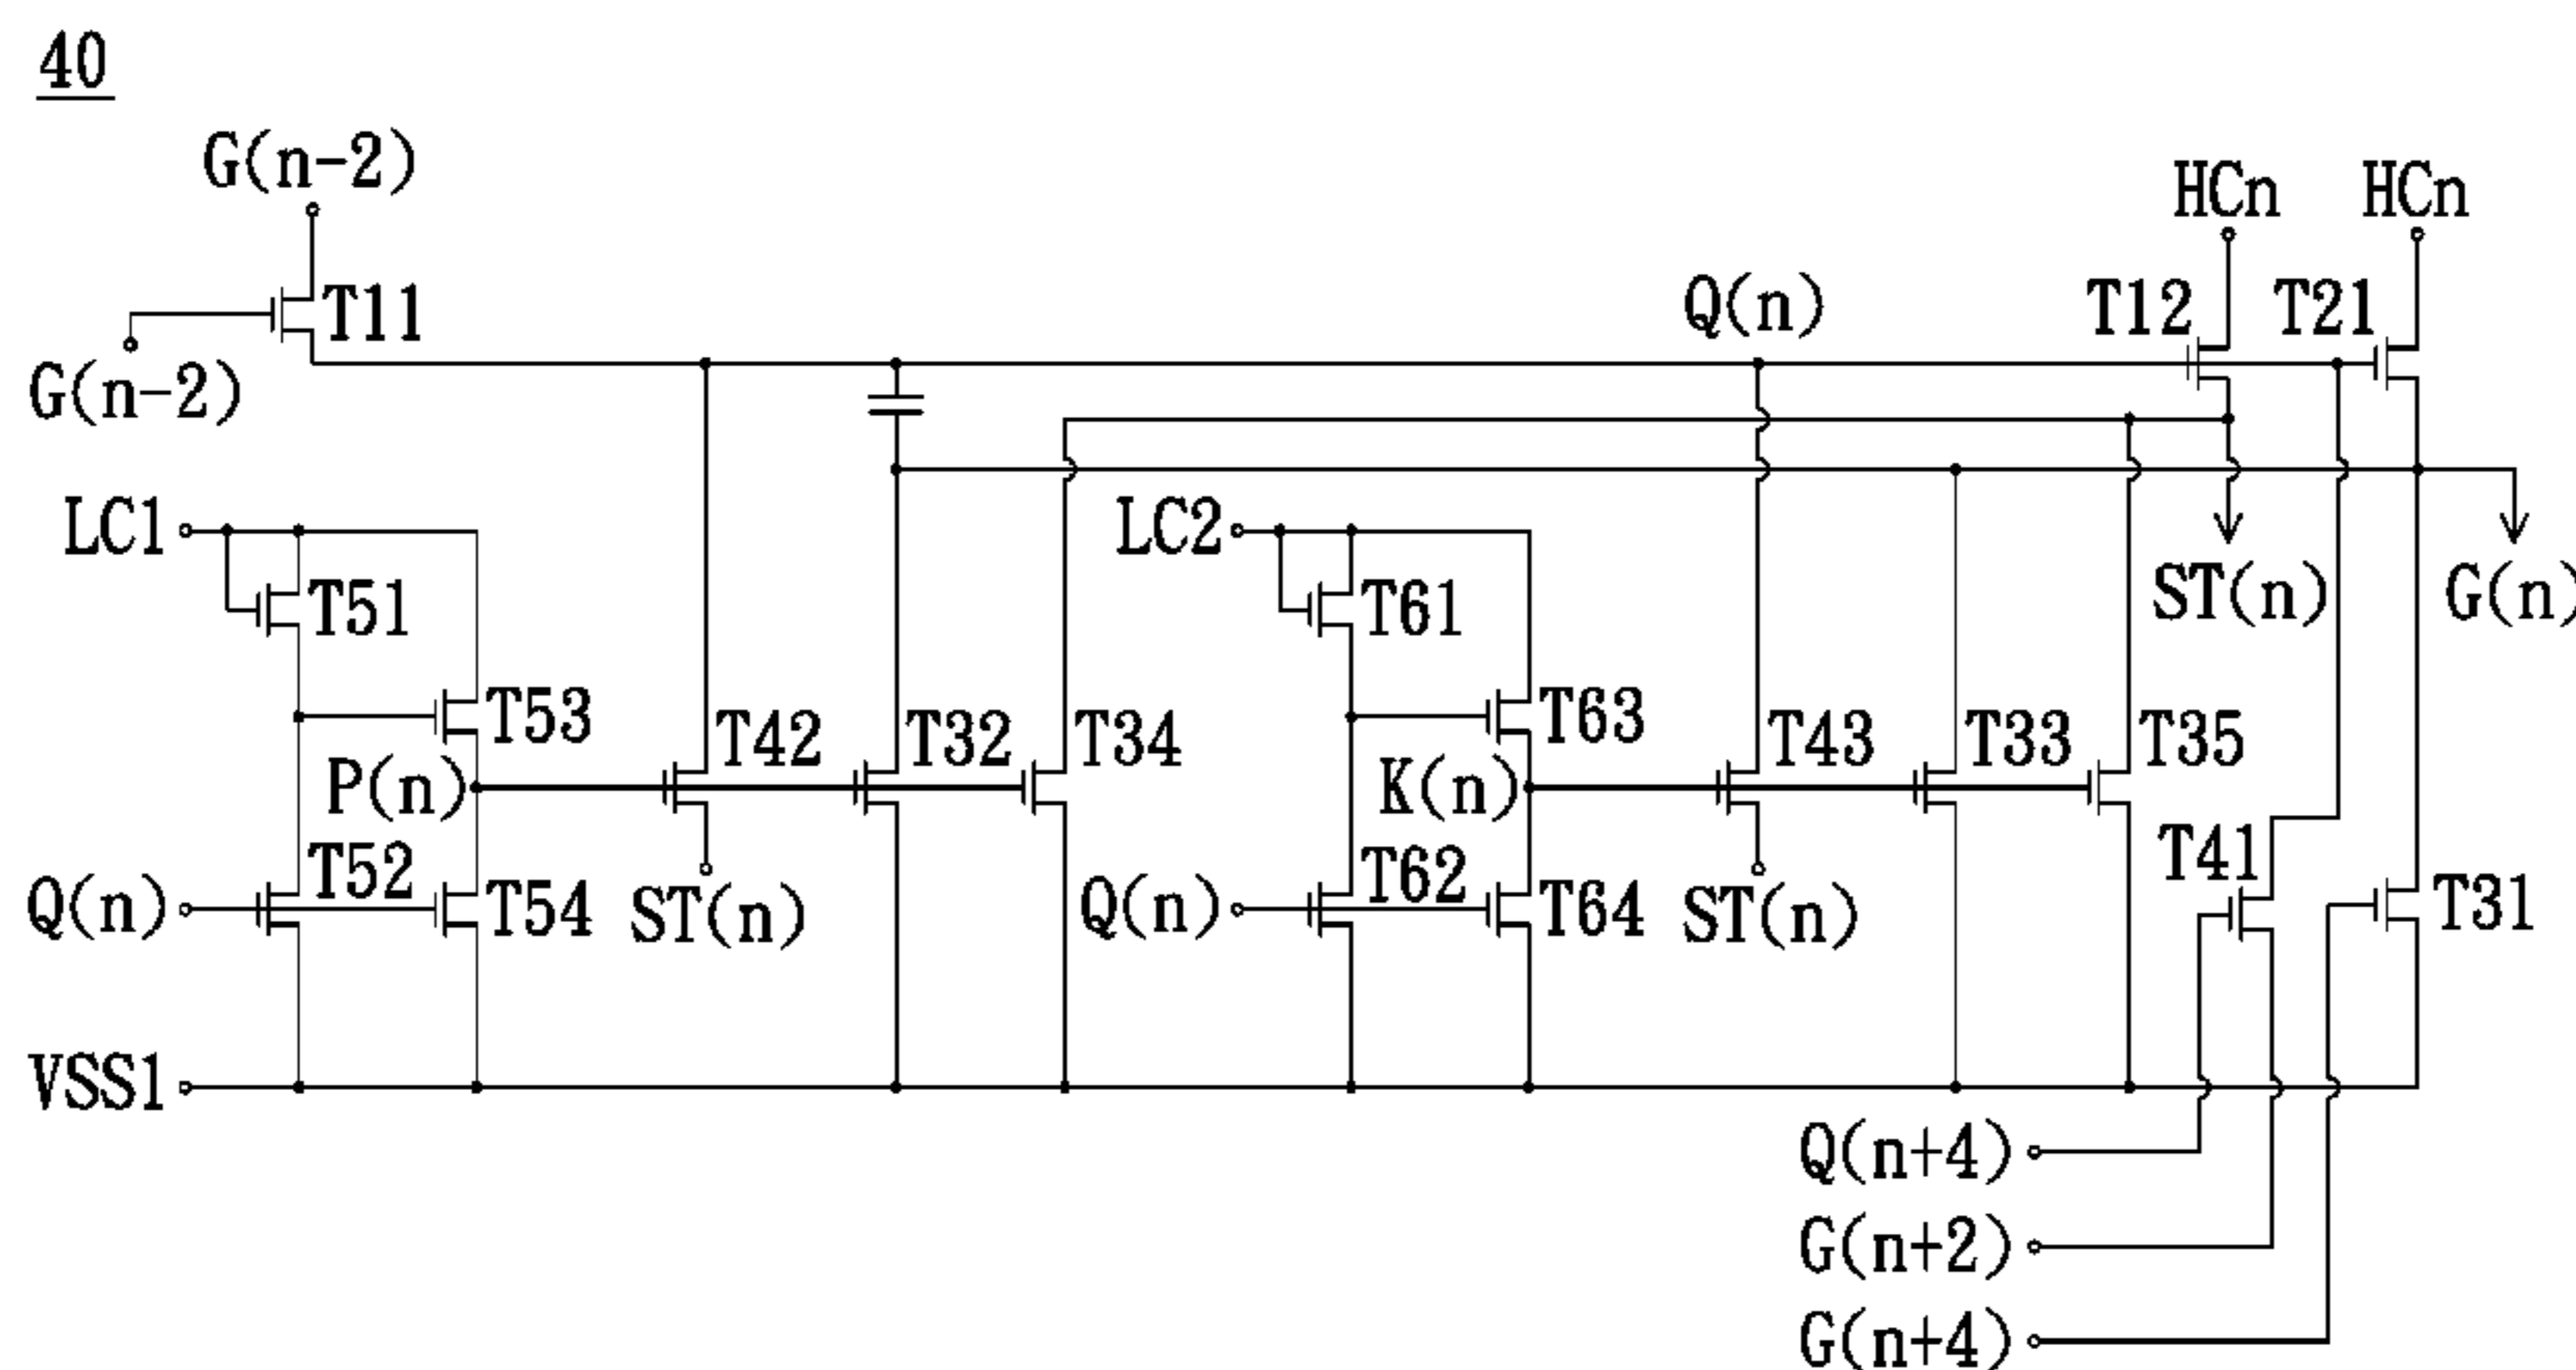 40
G(n-2)
HCn
HCn
T11
Q(n)
T12
T21
G(n-2)
LC1
LC2
T51
T61
ST(n)
G(n)
T53
T42
T32
T34
T63
T43
T33
T35
P(n)
K(n)
T52
T62
T41
Q(n)
T54
ST(n)
Q(n)
T64
ST(n)
T31
VSS1
Q(n+4)
G(n+2)
G(n+4)